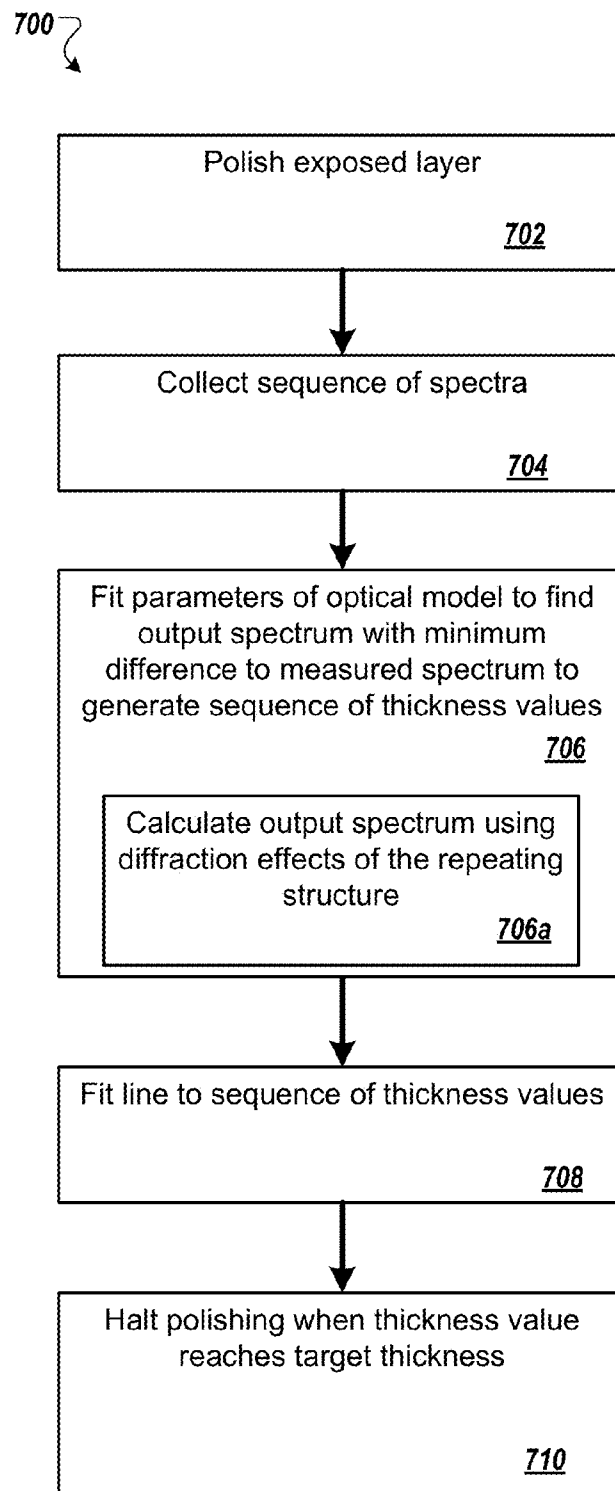 700
Polish exposed layer
702
Collect sequence of spectra
704
Fit parameters of optical model to find
output spectrum with minimum
difference to measured spectrum to
generate sequence of thickness values
706
Calculate output spectrum using
diffraction effects of the repeating
structure
706a
Fit line to sequence of thickness values
708
Halt polishing when thickness value
reaches target thickness
710